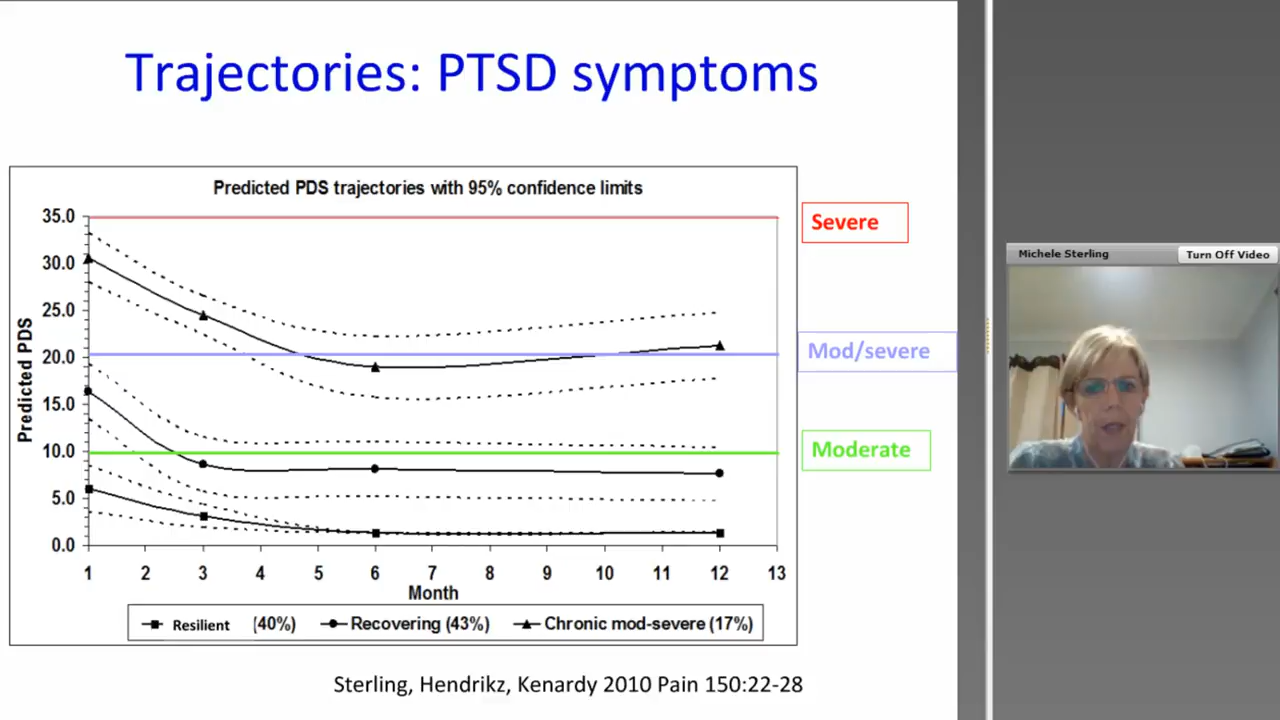 Trajectories: PTSD symptoms
Predicted PDS trajectories with 95% confidence limits
35.0
30.0
25.0
20.0
15.0
10.0
5.0
0.0
Predicted PDS
1 2 3 4 5 6 7 8 9 10 11 12 13
Month
Resilient (40%) Recovering (43%) Chronic mod-severe (17%)
Severe
Mod/severe
Moderate
Sterling, Hendrikz, Kenardy 2010 Pain 150:22-28
Michele Sterling Turn Off Video